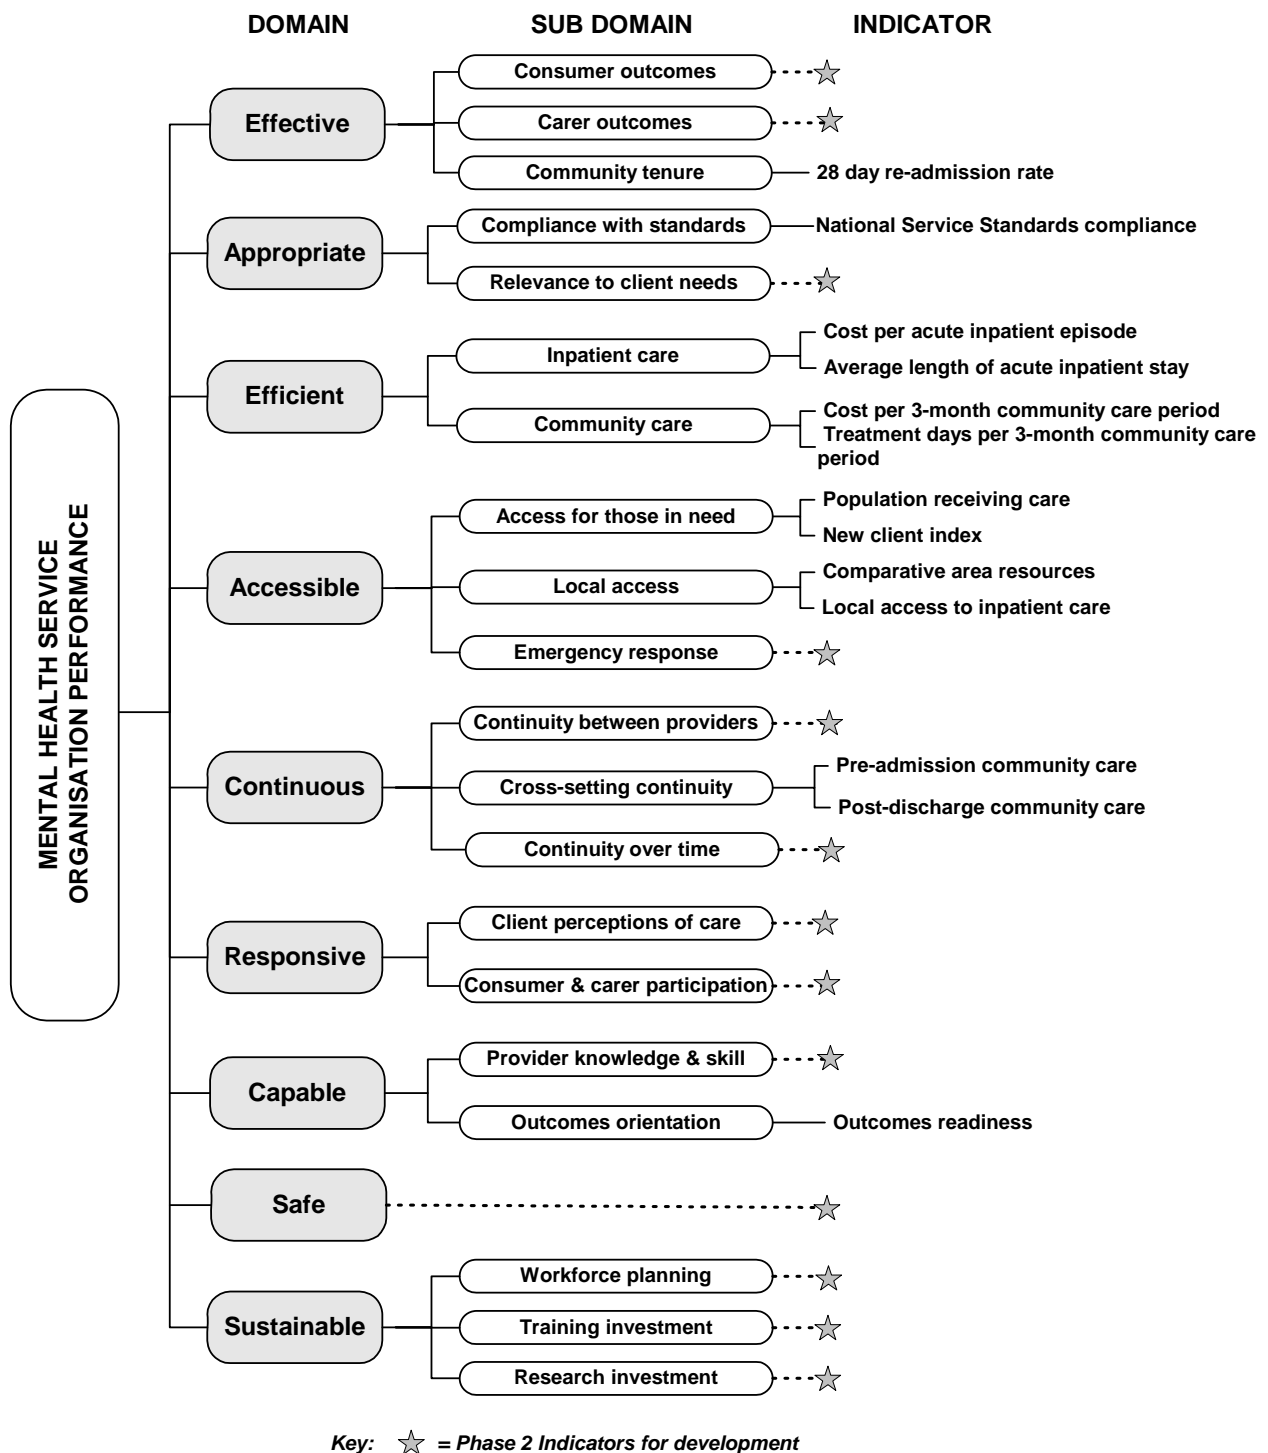 DOMAIN
SUB DOMAIN
INDICATOR
MENTAL HEALTH SERVICE
ORGANISATION PERFORMANCE
Effective
Consumer outcomes
Carer outcomes
Community tenure
28 day re-admission rate
Appropriate
Compliance with standards
National Service Standards compliance
Relevance to client needs
Efficient
Inpatient care
Cost per acute inpatient episode
Average length of acute inpatient stay
Community care
Cost per 3-month community care period
Treatment days per 3-month community care
period
Accessible
Access for those in need
Population receiving care
New client index
Local access
Comparative area resources
Local access to inpatient care
Emergency response
Continuous
Continuity between providers
Cross-setting continuity
Pre-admission community care
Post-discharge community care
Continuity over time
Responsive
Client perceptions of care
Consumer & carer participation
Capable
Provider knowledge & skill
Outcomes orientation
Outcomes readiness
Safe
Sustainable
Workforce planning
Training investment
Research investment
Key: = Phase 2 Indicators for development